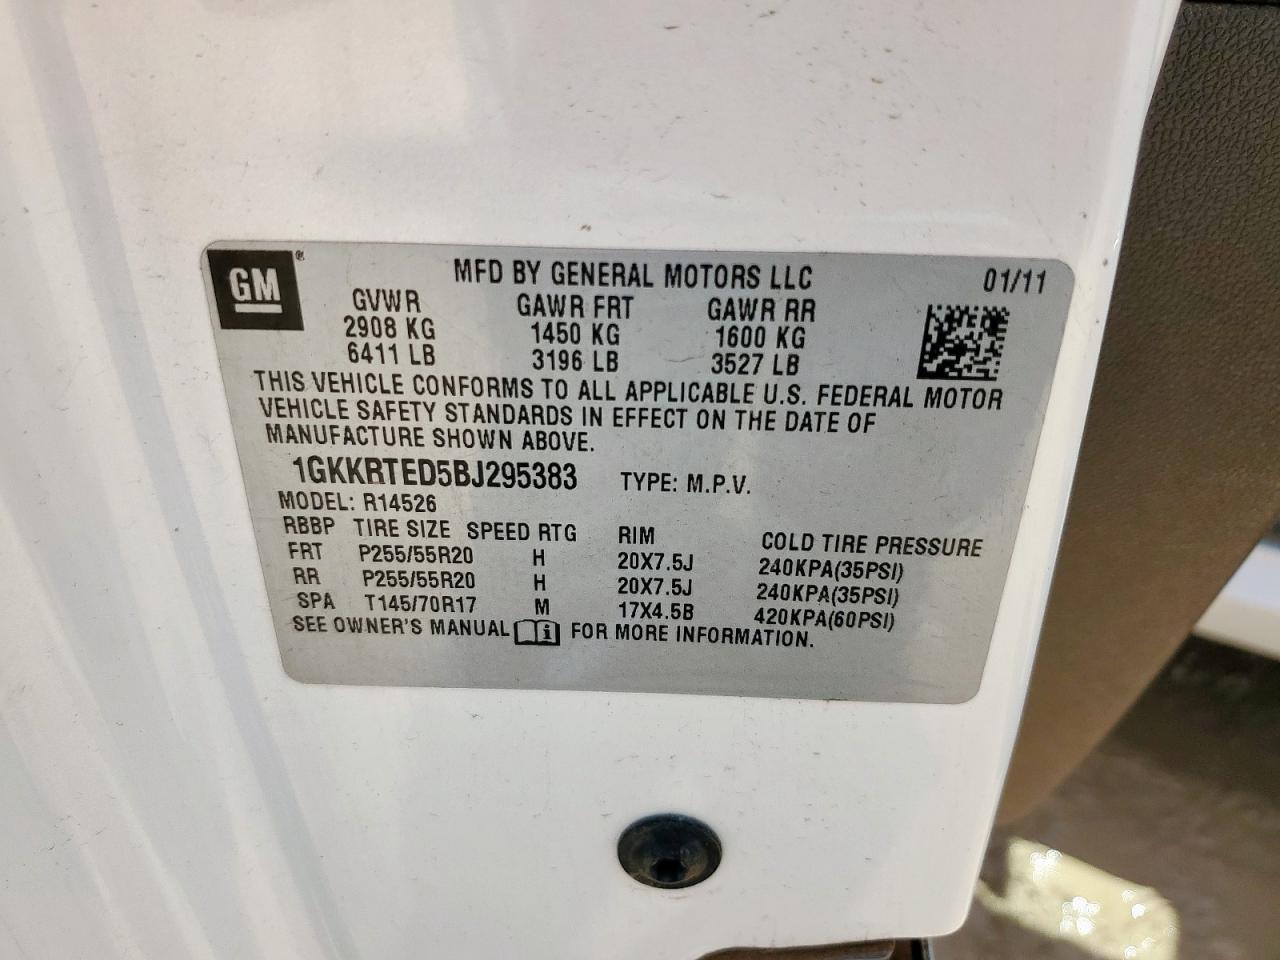 GM®
MFD BY GENERAL MOTORS LLC 01/11
GVWR GAWR FRT GAWR RR
2908 KG 1450 KG 1600 KG
6411 LB 3196 LB 3527 LB
THIS VEHICLE CONFORMS TO ALL APPLICABLE U.S. FEDERAL MOTOR
VEHICLE SAFETY STANDARDS IN EFFECT ON THE DATE OF
MANUFACTURE SHOWN ABOVE.
1GKKRTED5BJ295383 TYPE: M.P.V.
MODEL: R14526
RBBP TIRE SIZE SPEED RTG RIM COLD TIRE PRESSURE
FRT P255/55R20 H 20X7.5J 240KPA(35PSI)
RR P255/55R20 H 20X7.5J 240KPA(35PSI)
SPA T145/70R17 M 17X4.5B 420KPA(60PSI)
SEE OWNER'S MANUAL FOR MORE INFORMATION.